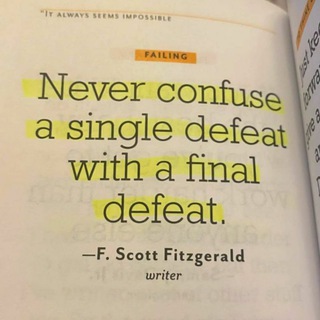 "IT ALWAYS SEEMS IMPOSSIBLE
FAILING
Never confuse
a single defeat
with a final
defeat.
—F. Scott Fitzgerald
writer